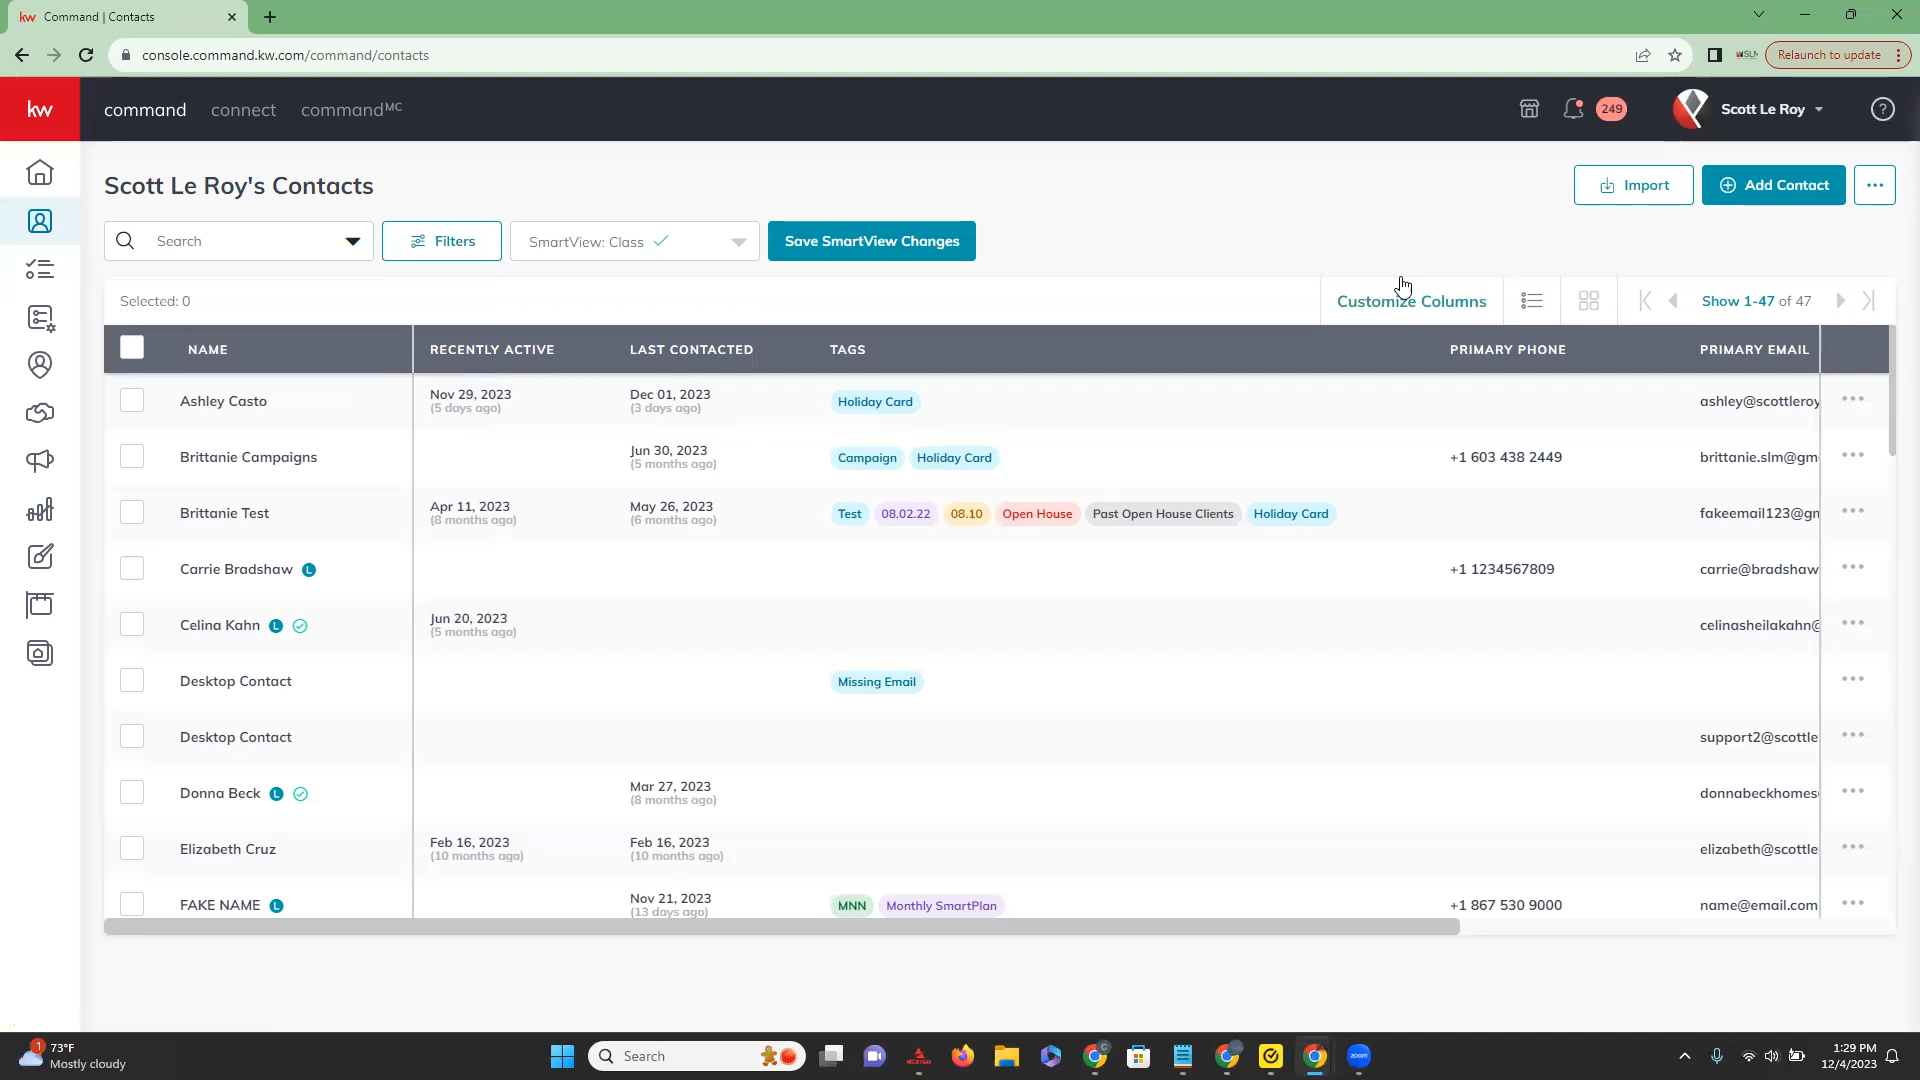 kw Command | Contacts
console.command.kw.com/command/contacts
Relaunch to update
kw command connect commandMC
249 Scott Le Roy
Scott Le Roy's Contacts
Import Add Contact
Search Filters SmartView: Class Save SmartView Changes
Selected: 0 Customize Columns Show 1-47 of 47
NAME RECENTLY ACTIVE LAST CONTACTED TAGS PRIMARY PHONE PRIMARY EMAIL
Ashley Casto Nov 29, 2023 Dec 01, 2023 Holiday Card ashley@scottleroy
(5 days ago) (3 days ago)
Brittanie Campaigns Jun 30, 2023 Campaign Holiday Card +1 603 438 2449 brittanie.slm@gm
(5 months ago)
Brittanie Test Apr 11, 2023 May 26, 2023 Test 08.02.22 08.10 Open House Past Open House Clients Holiday Card fakeemail123@gm
(8 months ago) (6 months ago)
Carrie Bradshaw L +1 1234567809 carrie@bradshaw
Celina Kahn L Jun 20, 2023 celinasheilakahn@
(5 months ago)
Desktop Contact Missing Email
Desktop Contact support2@scottle
Donna Beck L Mar 27, 2023 donnabeckhomes
(8 months ago)
Elizabeth Cruz Feb 16, 2023 Feb 16, 2023 elizabeth@scottle
(10 months ago) (10 months ago)
FAKE NAME L Nov 21, 2023 MNN Monthly SmartPlan +1 867 530 9000 name@email.com
(13 days ago)
1 73°F
Mostly cloudy
Search
zoom
1:29 PM
12/4/2023